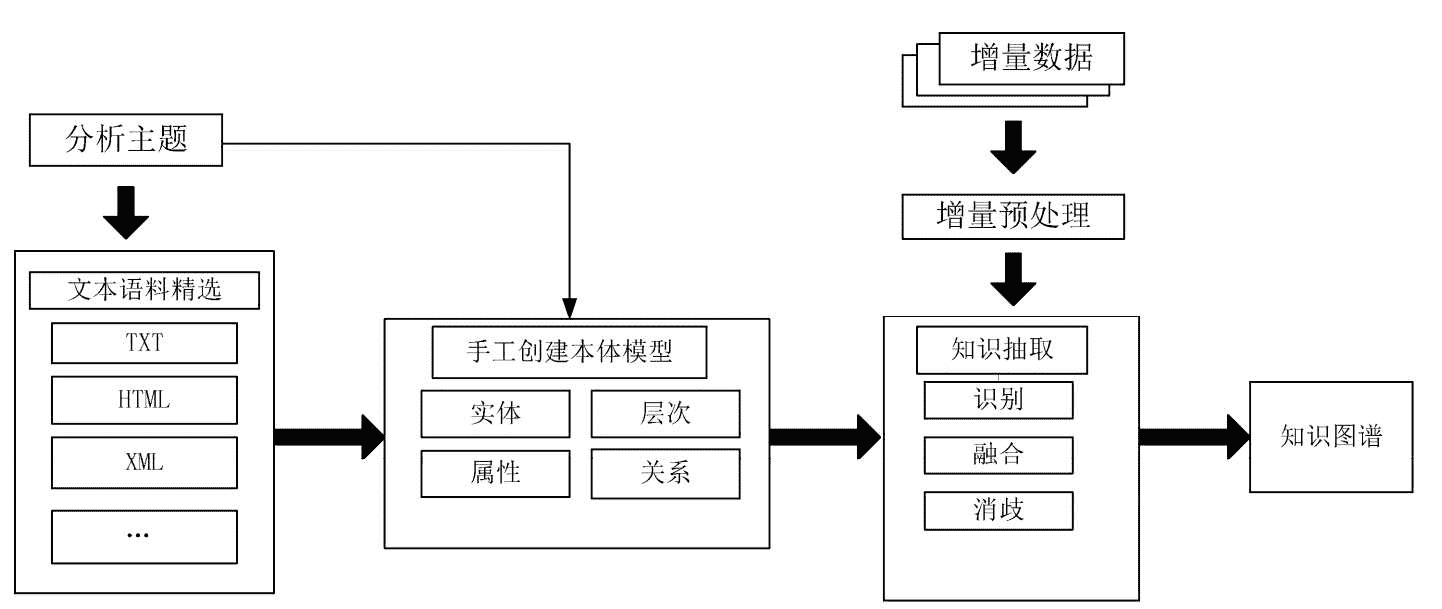 分析主题
文本语料精选
TXT
HTML
XML
…
手工创建本体模型
实体
层次
属性
关系
增量数据
增量预处理
知识抽取
识别
融合
消歧
知识图谱